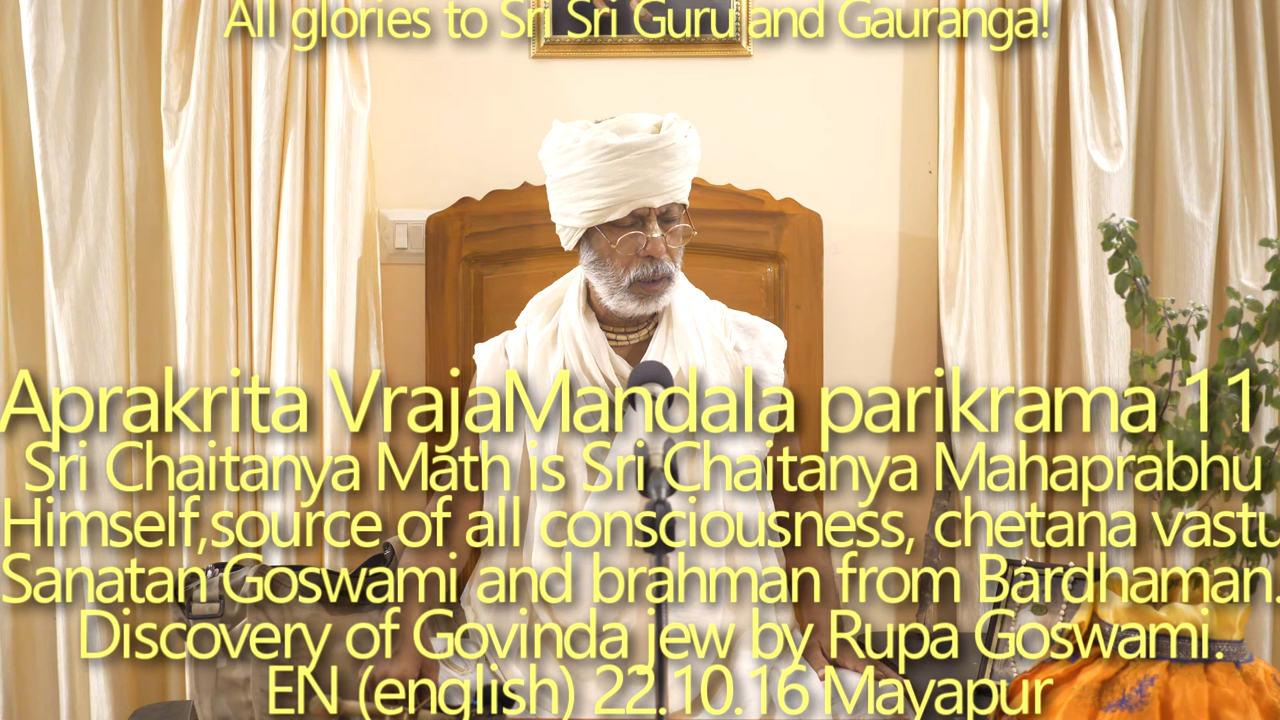 All glories to Sri Sri Guru and Gauranga!
Aprakrita VrajaMandala parikrama 11
Sri Chaitanya Math is Sri Chaitanya Mahaprabhu
Himself,source of all consciousness, chetana vastu
Sanatan Goswami and brahman from Bardhaman.
Discovery of Govinda jew by Rupa Goswami.
EN (english) 22.10.16 Mayapur